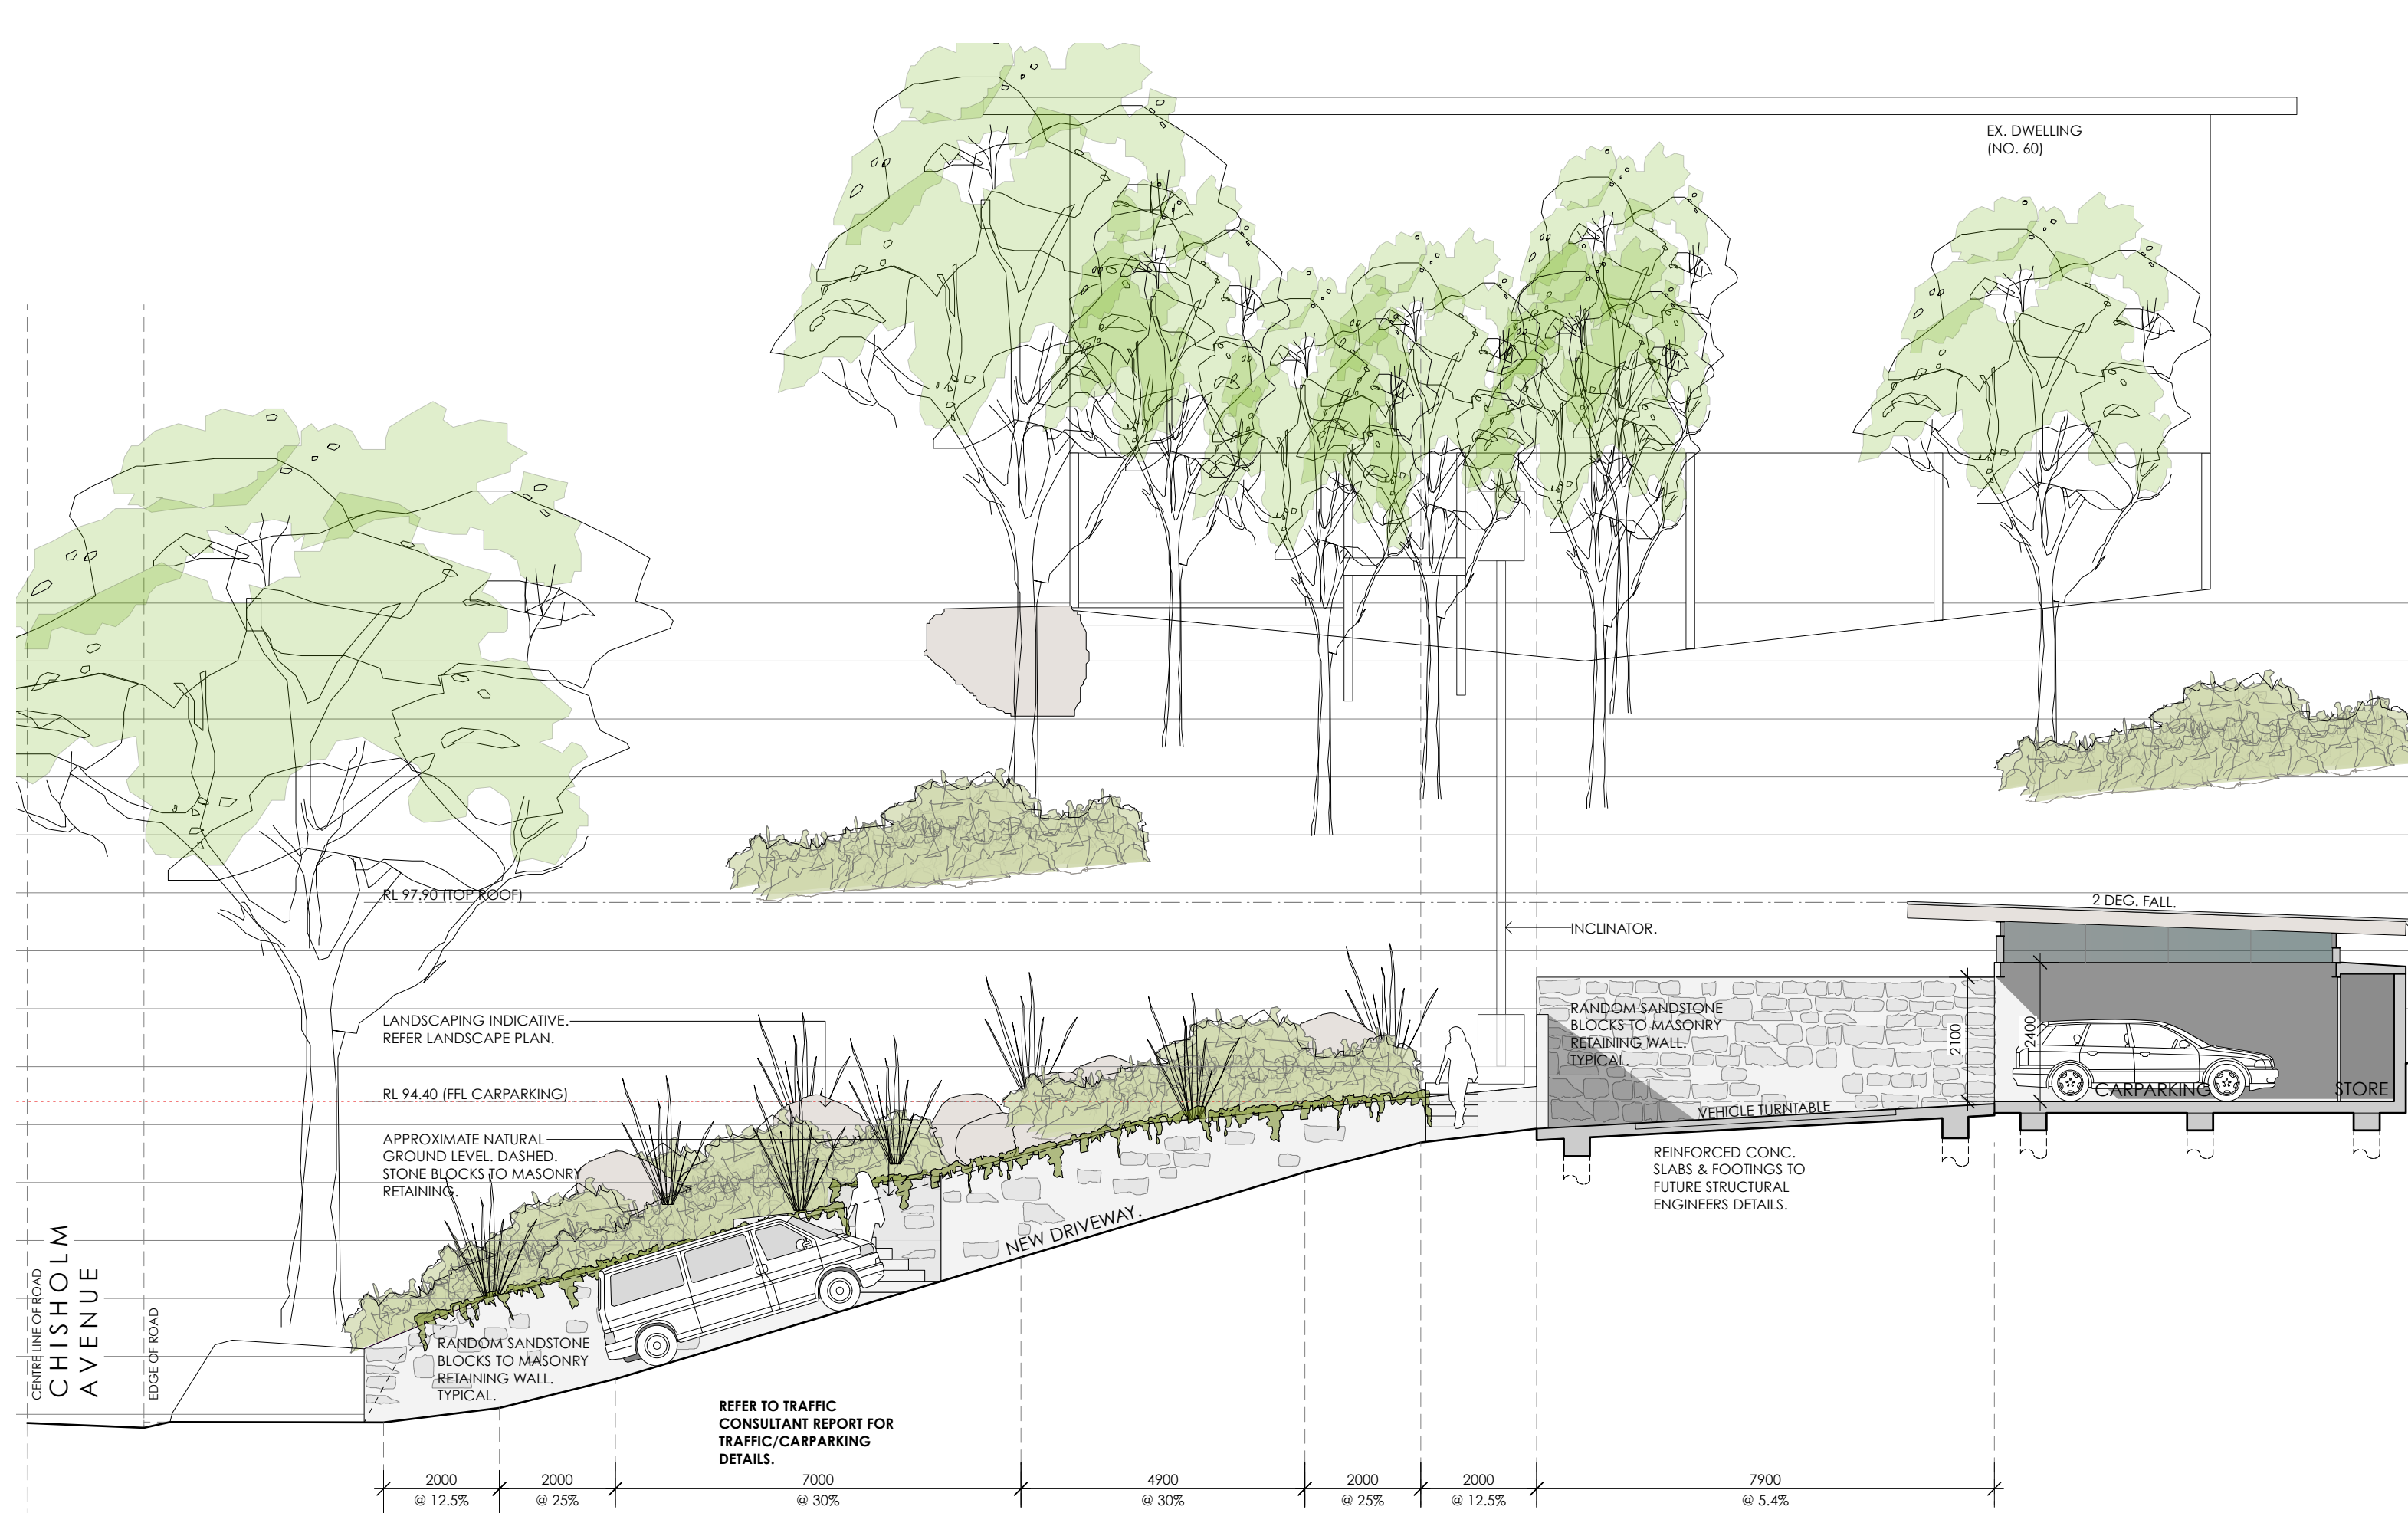 EX. DWELLING
(NO. 60)
RL 97.90 (TOP ROOF)
2 DEG. FALL.
INCLINATOR.
LANDSCAPING INDICATIVE.
REFER LANDSCAPE PLAN.
RANDOM SANDSTONE
BLOCKS TO MASONRY
RETAINING WALL.
TYPICAL.
2100
2400
RL 94.40 (FFL CARPARKING)
CARPARKING
STORE
VEHICLE TURNTABLE
APPROXIMATE NATURAL
GROUND LEVEL. DASHED.
STONE BLOCKS TO MASONRY
RETAINING.
REINFORCED CONC.
SLABS & FOOTINGS TO
FUTURE STRUCTURAL
ENGINEERS DETAILS.
NEW DRIVEWAY.
CENTRE LINE OF ROAD
CHISHOLM
AVENUE
EDGE OF ROAD
RANDOM SANDSTONE
BLOCKS TO MASONRY
RETAINING WALL.
TYPICAL.
REFER TO TRAFFIC
CONSULTANT REPORT FOR
TRAFFIC/CARPARKING
DETAILS.
2000
@ 12.5%
2000
@ 25%
7000
@ 30%
4900
@ 30%
2000
@ 25%
2000
@ 12.5%
7900
@ 5.4%